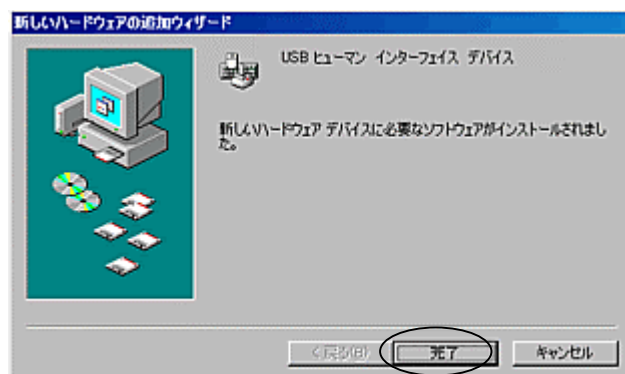 新しいハードウェアの追加ウィザード
USB ヒューマン インターフェイス デバイス
新しいハードウェア デバイスに必要なソフトウェアがインストールされまし
た。
< 戻る(B)
完了
キャンセル